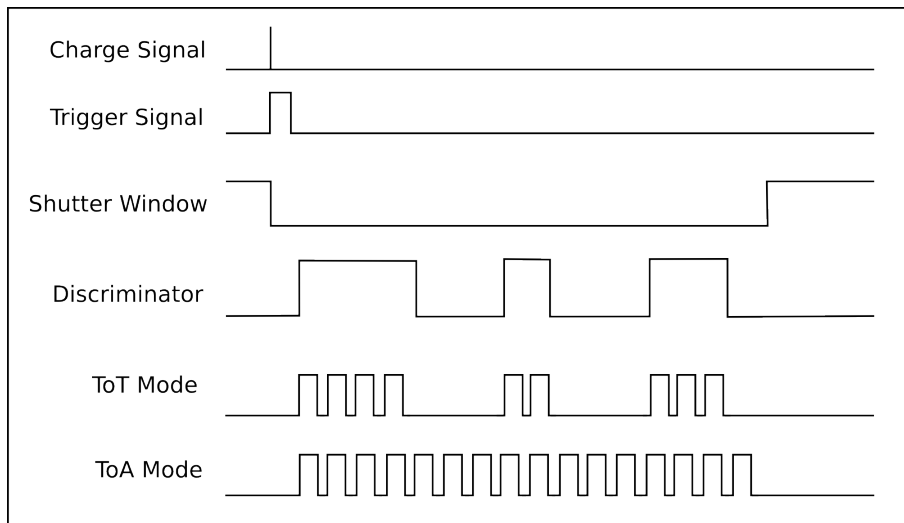 Charge Signal
Trigger Signal
Shutter Window
Discriminator
ToT Mode
ToA Mode